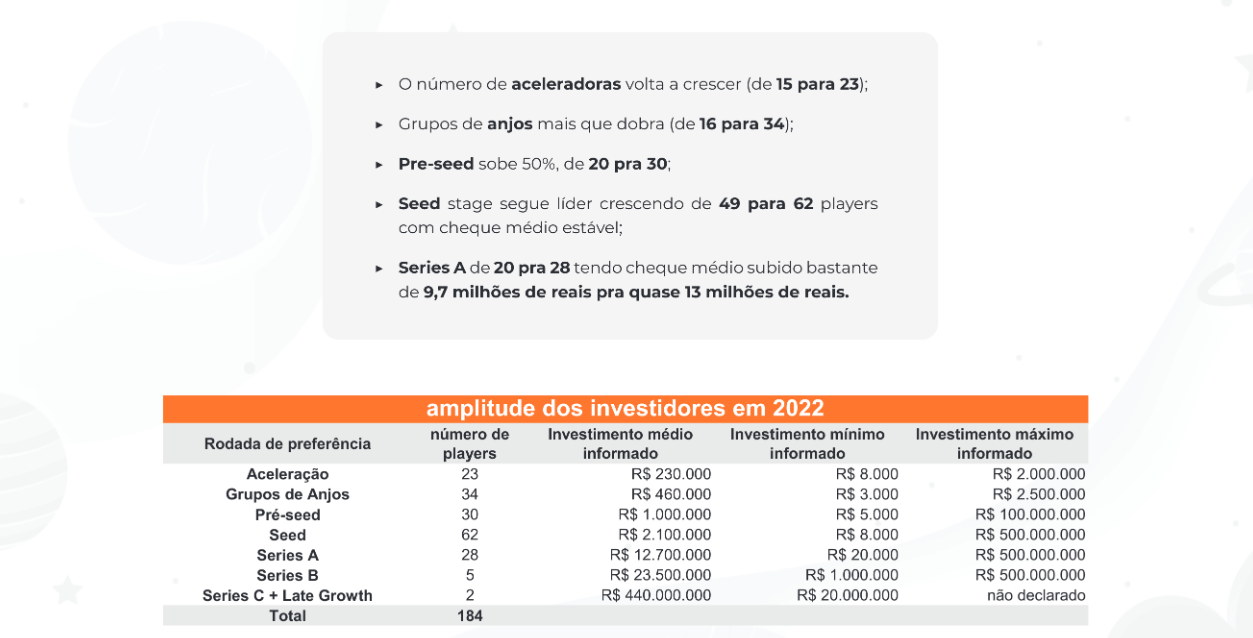 ▸ O número de aceleradoras volta a crescer (de 15 para 23);
▸ Grupos de anjos mais que dobra (de 16 para 34);
▸ Pre-seed sobe 50%, de 20 pra 30;
▸ Seed stage segue líder crescendo de 49 para 62 players
com cheque médio estável;
▸ Series A de 20 pra 28 tendo cheque médio subido bastante
de 9,7 milhões de reais pra quase 13 milhões de reais.
amplitude dos investidores em 2022
Rodada de preferência número de players Investimento médio informado Investimento mínimo informado Investimento máximo informado
Aceleração 23 R$ 230.000 R$ 8.000 R$ 2.000.000
Grupos de Anjos 34 R$ 460.000 R$ 3.000 R$ 2.500.000
Pré-seed 30 R$ 1.000.000 R$ 5.000 R$ 100.000.000
Seed 62 R$ 2.100.000 R$ 8.000 R$ 500.000.000
Series A 28 R$ 12.700.000 R$ 20.000 R$ 500.000.000
Series B 5 R$ 23.500.000 R$ 1.000.000 R$ 500.000.000
Series C + Late Growth 2 R$ 440.000.000 R$ 20.000.000 não declarado
Total 184